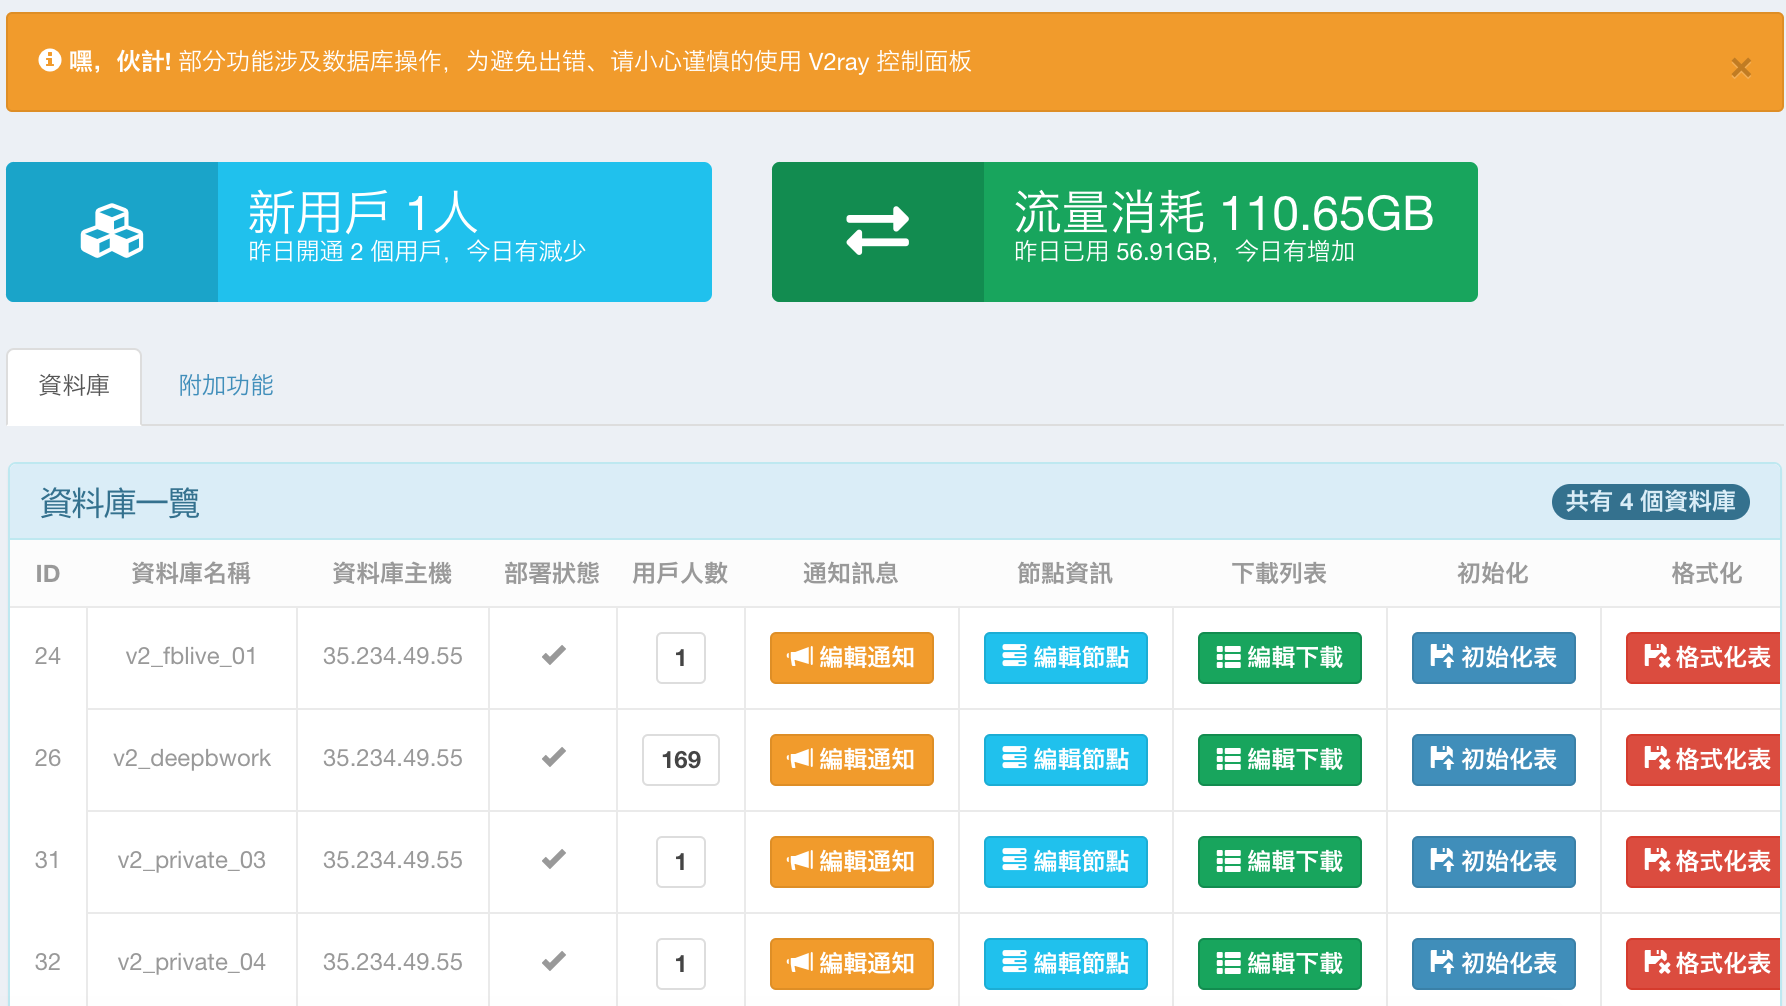 嘿，伙計! 部分功能涉及数据库操作，为避免出错、请小心谨慎的使用 V2ray 控制面板
新用戶 1人
昨日開通 2 個用戶，今日有減少
流量消耗 110.65GB
昨日已用 56.91GB，今日有增加
資料庫 附加功能
資料庫一覽 共有 4 個資料庫
ID 資料庫名稱 資料庫主機 部署狀態 用戶人數 通知訊息 節點資訊 下載列表 初始化 格式化
24 v2_fblive_01 35.234.49.55 1 編輯通知 編輯節點 編輯下載 初始化表 格式化表
26 v2_deepbwork 35.234.49.55 169 編輯通知 編輯節點 編輯下載 初始化表 格式化表
31 v2_private_03 35.234.49.55 1 編輯通知 編輯節點 編輯下載 初始化表 格式化表
32 v2_private_04 35.234.49.55 1 編輯通知 編輯節點 編輯下載 初始化表 格式化表